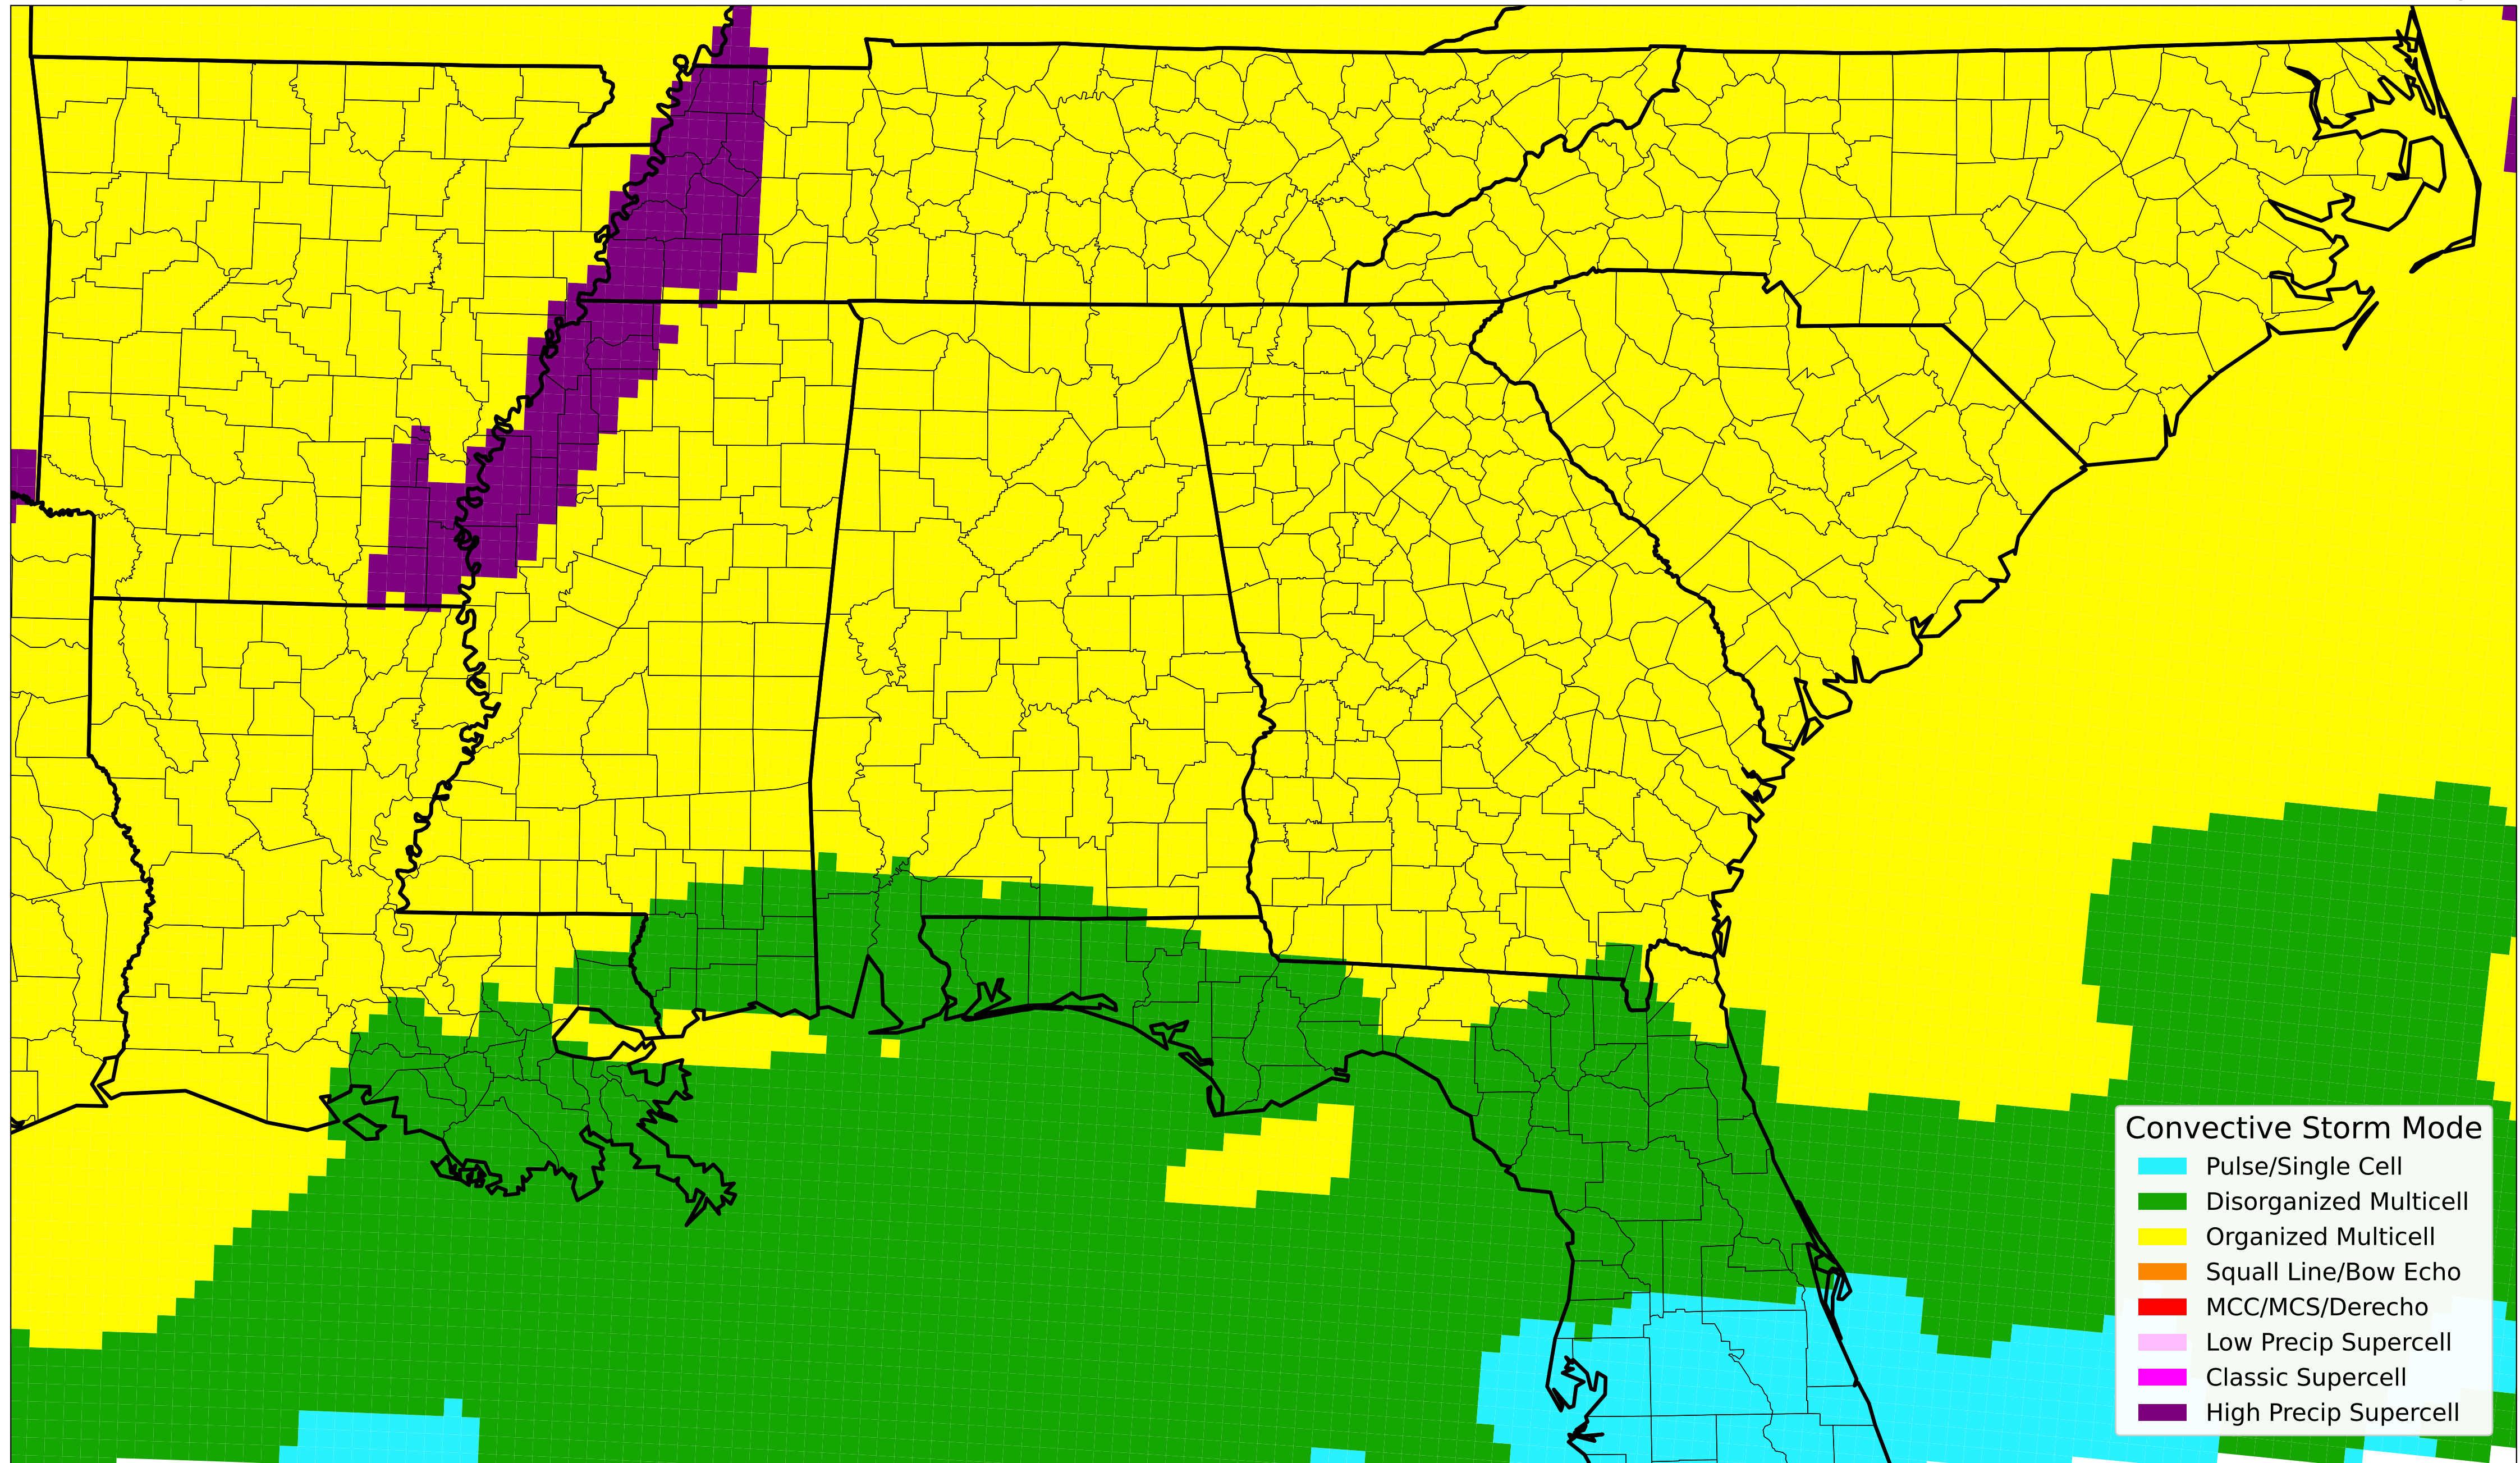 Convective Storm Mode
Pulse/Single Cell
Disorganized Multicell
Organized Multicell
Squall Line/Bow Echo
MCC/MCS/Derecho
Low Precip Supercell
Classic Supercell
High Precip Supercell